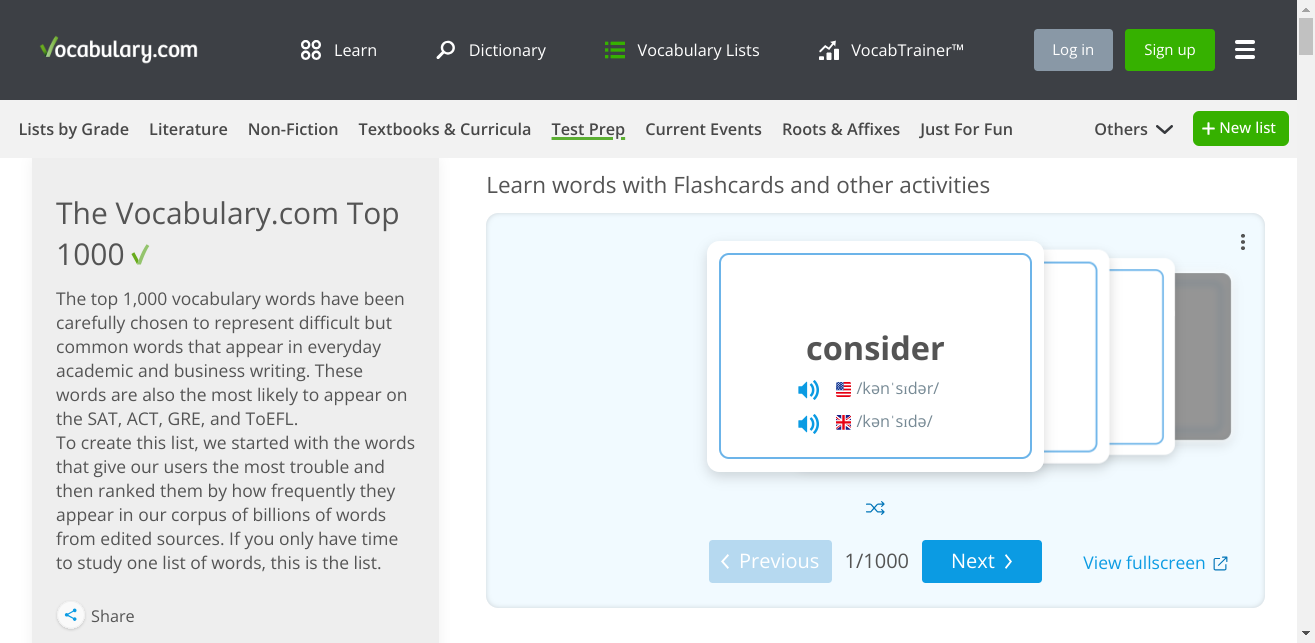 Vocabulary.com
Learn
Dictionary
Vocabulary Lists
VocabTrainer™
Log in
Sign up
Lists by Grade
Literature
Non-Fiction
Textbooks & Curricula
Test Prep
Current Events
Roots & Affixes
Just For Fun
Others
+ New list
The Vocabulary.com Top
1000
The top 1,000 vocabulary words have been
carefully chosen to represent difficult but
common words that appear in everyday
academic and business writing. These
words are also the most likely to appear on
the SAT, ACT, GRE, and ToEFL.
To create this list, we started with the words
that give our users the most trouble and
then ranked them by how frequently they
appear in our corpus of billions of words
from edited sources. If you only have time
to study one list of words, this is the list.
Share
Learn words with Flashcards and other activities
consider
/kənˈsɪdər/
/kənˈsɪdə/
Previous
1/1000
Next
View fullscreen